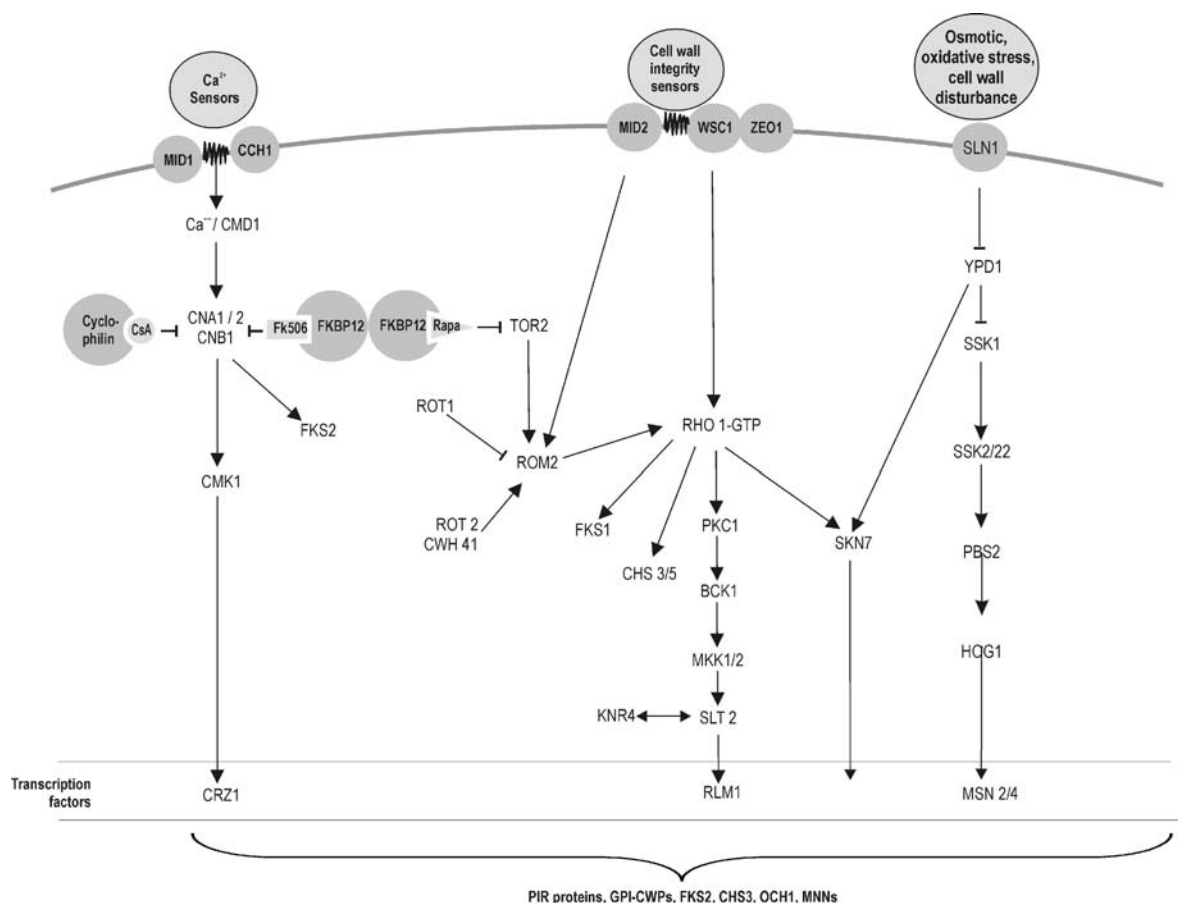 Ca²⁺
Sensors
Cell wall
integrity
sensors
Osmotic,
oxidative stress,
cell wall
disturbance
MID1
CCH1
MID2
WSC1
ZEO1
SLN1
Ca⁺⁺/ CMD1
YPD1
Cyclo-
philin
CsA
CNA1 / 2
CNB1
Fk506
FKBP12
FKBP12
Rapa
TOR2
SSK1
ROT1
FKS2
RHO 1-GTP
ROM2
SSK2/22
CMK1
ROT 2
CWH 41
FKS1
PKC1
SKN7
PBS2
CHS 3/5
BCK1
MKK1/2
HOG1
KNR4
SLT 2
Transcription
factors
CRZ1
RLM1
MSN 2/4
PIR proteins, GPI-CWPs, FKS2, CHS3, OCH1, MNNs